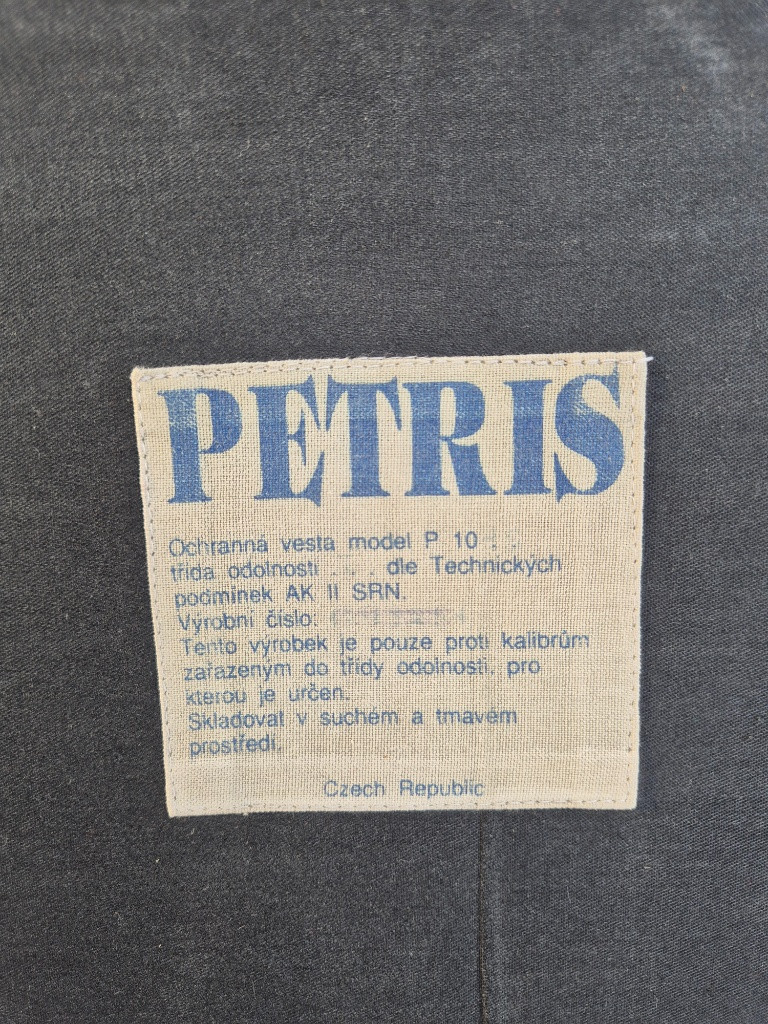 PETRIS
Ochranná vesta model P 10 . .
třída odolnosti . . . dle Technických
podmínek AK II SRN.
Výrobní číslo:
Tento výrobek je pouze proti kalibrům
zařazeným do třídy odolnosti, pro
kterou je určen.
Skladovat v suchém a tmavém
prostředí.
Czech Republic